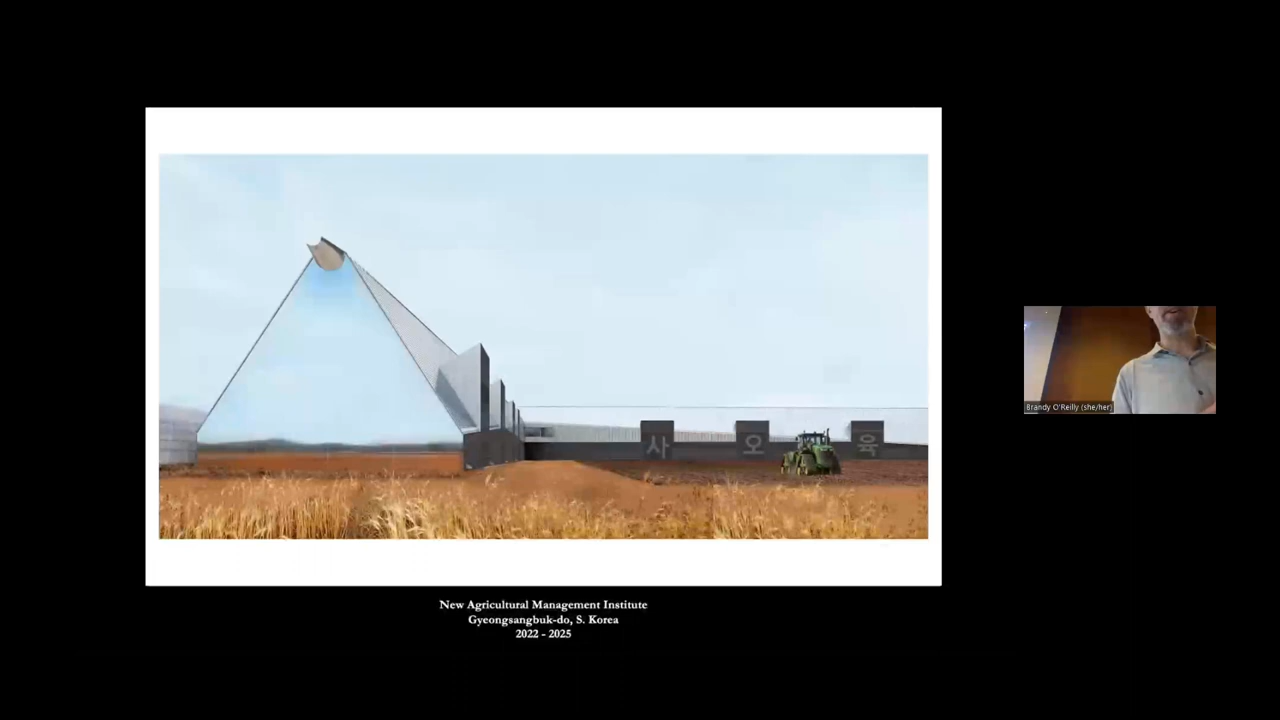 사 오 육
New Agricultural Management Institute
Gyeongsangbuk-do, S. Korea
2022 - 2025
Brandy O'Reilly (she/her)